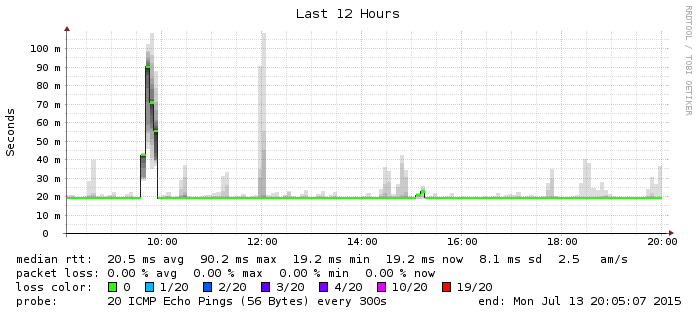 Last 12 Hours
RRDTOOL / TOBI OETIKER
Seconds
100 m
90 m
80 m
70 m
60 m
50 m
40 m
30 m
20 m
10 m
0
10:00 12:00 14:00 16:00 18:00 20:00
median rtt: 20.5 ms avg 90.2 ms max 19.2 ms min 19.2 ms now 8.1 ms sd 2.5 am/s
packet loss: 0.00 % avg 0.00 % max 0.00 % min 0.00 % now
loss color: 0 1/20 2/20 3/20 4/20 10/20 19/20
probe: 20 ICMP Echo Pings (56 Bytes) every 300s end: Mon Jul 13 20:05:07 2015